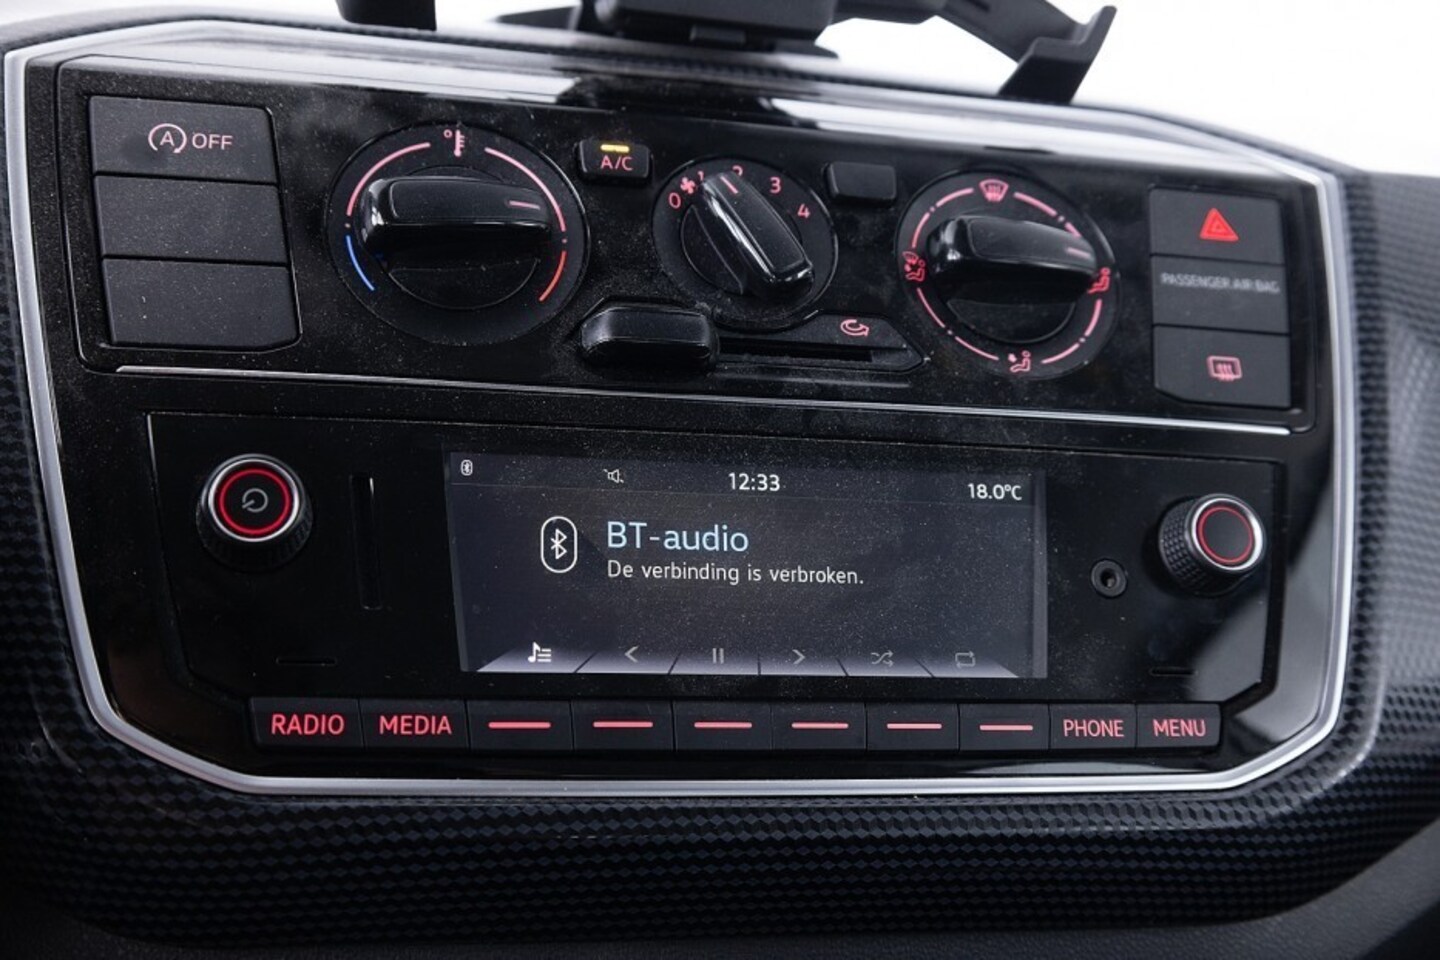 A OFF
A/C
0 1 2 3 4
PASSENGER AIR BAG
12:33
18.0°C
BT-audio
De verbinding is verbroken.
RADIO MEDIA PHONE MENU